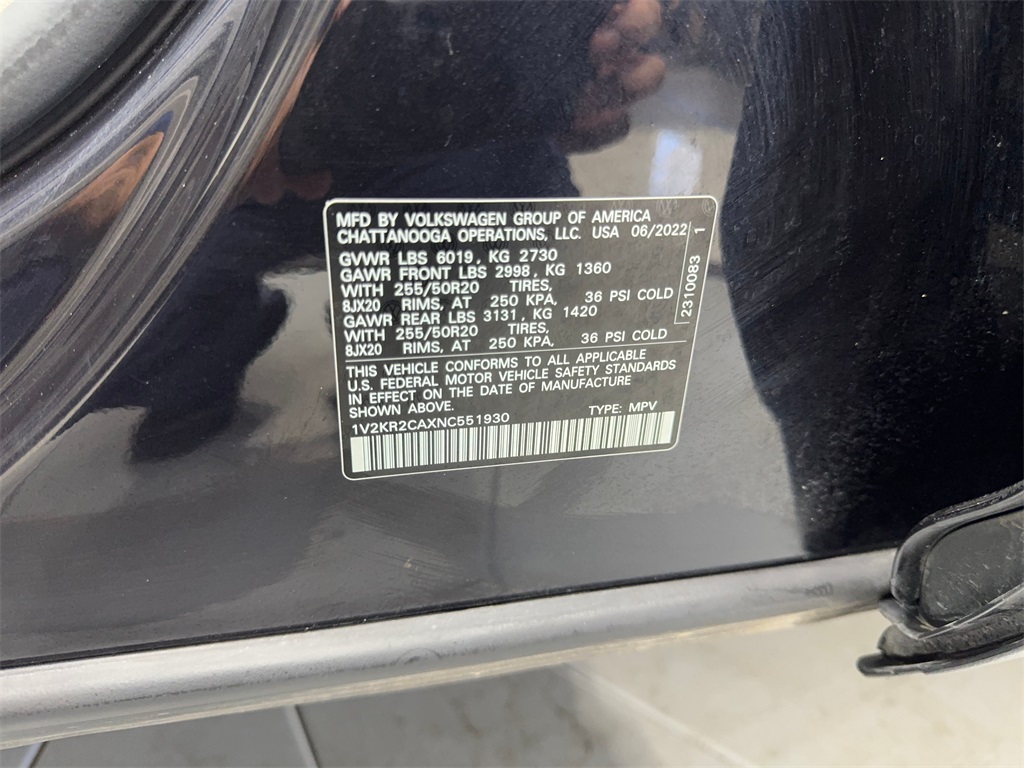 MFD BY VOLKSWAGEN GROUP OF AMERICA
CHATTANOOGA OPERATIONS, LLC. USA 06/2022
GVWR LBS 6019, KG 2730
GAWR FRONT LBS 2998, KG 1360
WITH 255/50R20 TIRES,
8JX20 RIMS, AT 250 KPA, 36 PSI COLD
GAWR REAR LBS 3131, KG 1420
WITH 255/50R20 TIRES,
8JX20 RIMS, AT 250 KPA, 36 PSI COLD
THIS VEHICLE CONFORMS TO ALL APPLICABLE
U.S. FEDERAL MOTOR VEHICLE SAFETY STANDARDS
IN EFFECT ON THE DATE OF MANUFACTURE
SHOWN ABOVE.
1V2KR2CAXNC551930 TYPE: MPV
2310083 1